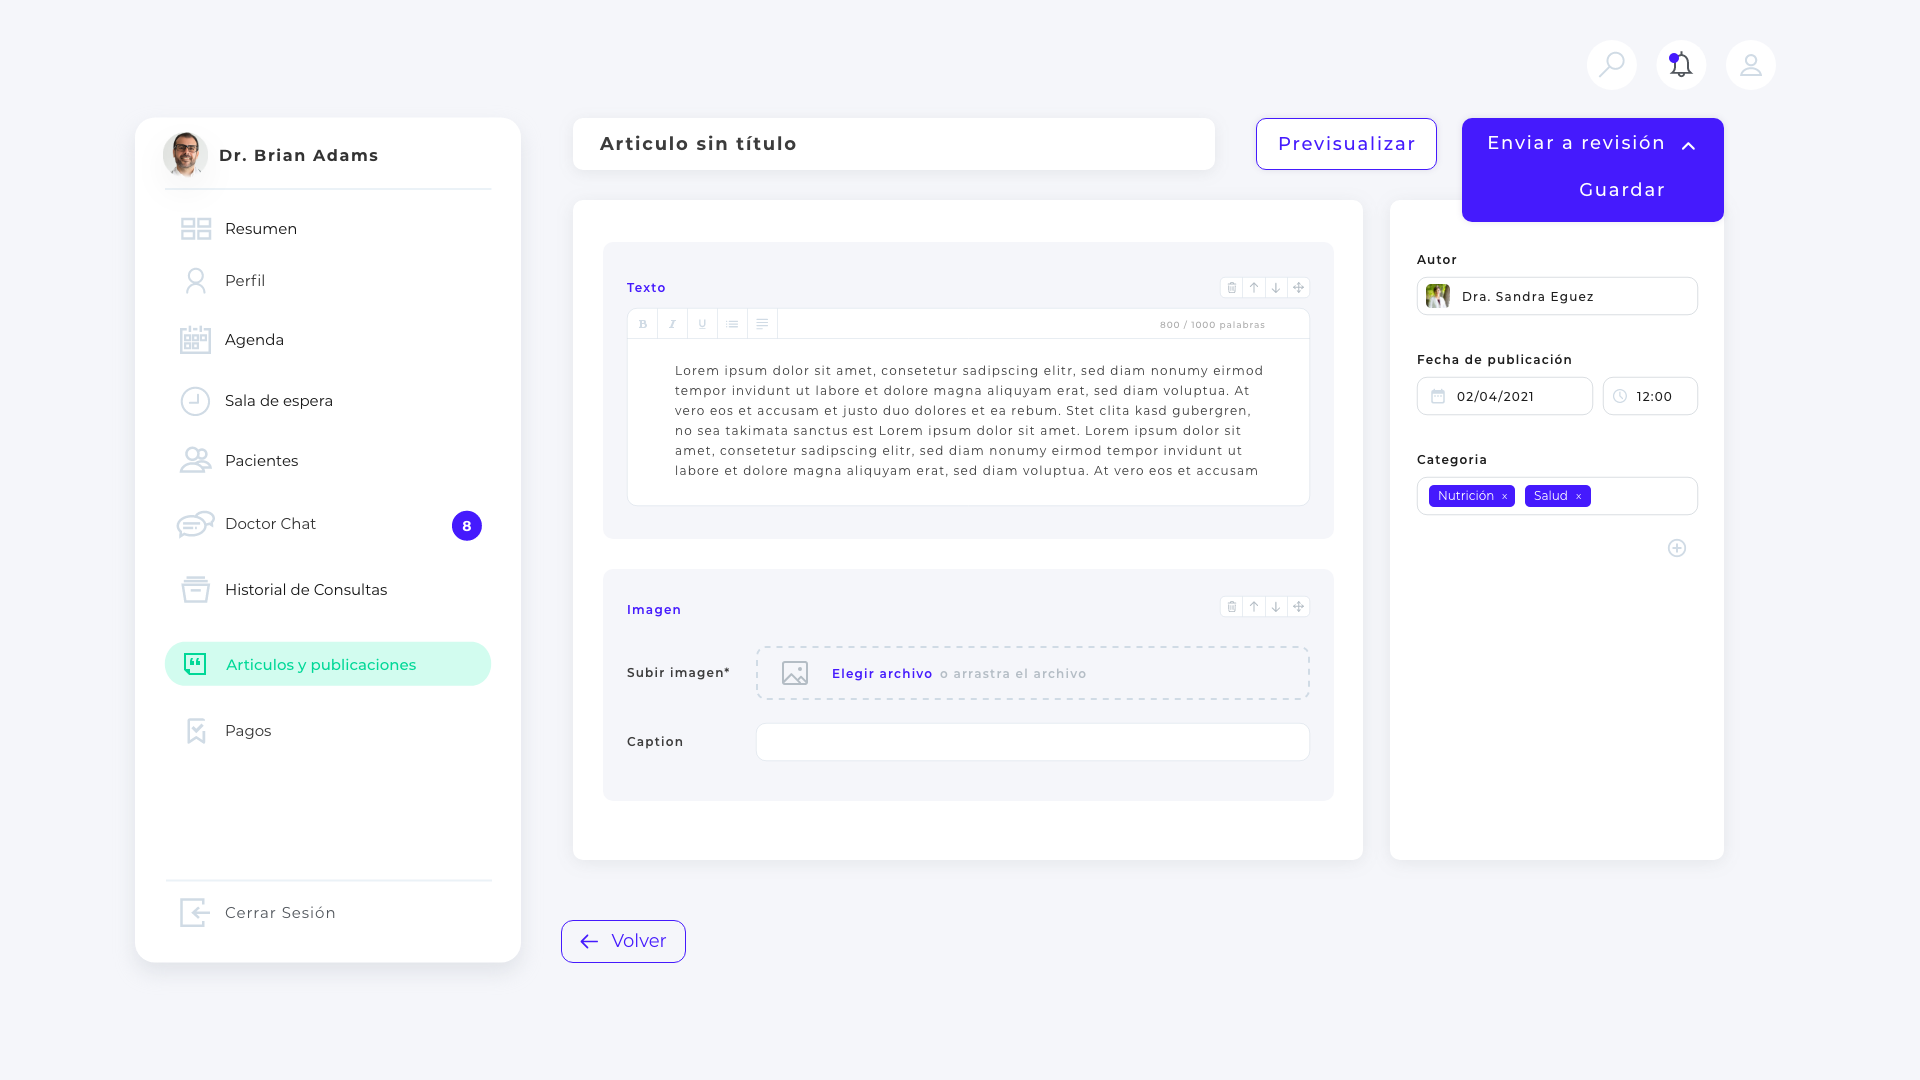 Dr. Brian Adams
Resumen
Perfil
Agenda
Sala de espera
Pacientes
Doctor Chat
8
Historial de Consultas
Articulos y publicaciones
Pagos
Cerrar Sesión
Articulo sin título
Previsualizar
Enviar a revisión
Guardar
Texto
B I U
800 / 1000 palabras
Lorem ipsum dolor sit amet, consetetur sadipscing elitr, sed diam nonumy eirmod
tempor invidunt ut labore et dolore magna aliquyam erat, sed diam voluptua. At
vero eos et accusam et justo duo dolores et ea rebum. Stet clita kasd gubergren,
no sea takimata sanctus est Lorem ipsum dolor sit amet. Lorem ipsum dolor sit
amet, consetetur sadipscing elitr, sed diam nonumy eirmod tempor invidunt ut
labore et dolore magna aliquyam erat, sed diam voluptua. At vero eos et accusam
Imagen
Subir imagen*
Elegir archivo o arrastra el archivo
Caption
Autor
Dra. Sandra Eguez
Fecha de publicación
02/04/2021
12:00
Categoria
Nutrición x
Salud x
Volver